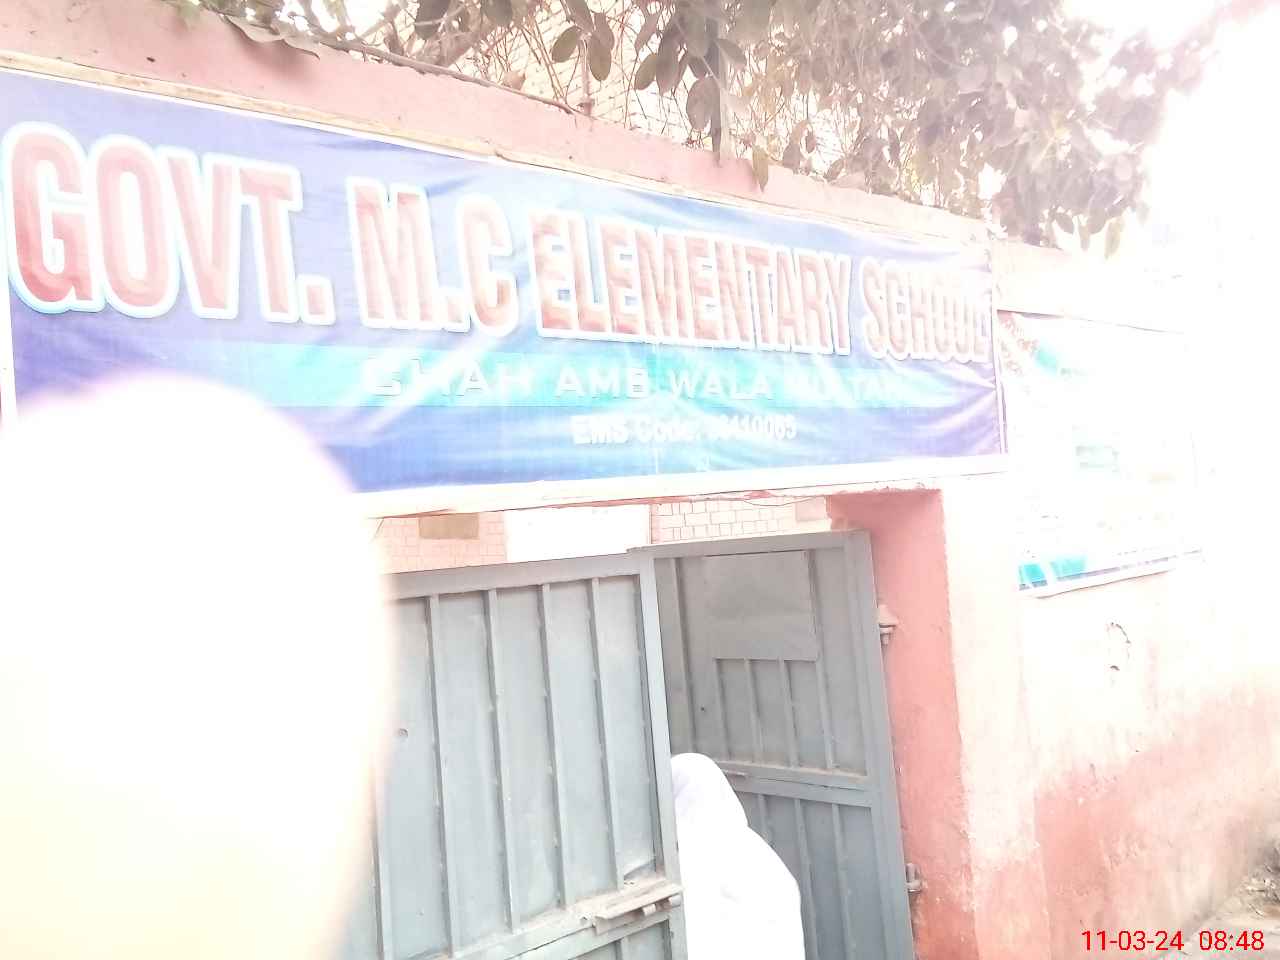 GOVT. M.C ELEMENTARY SCHOOL
SHAH AMB WALA
EMS Code:
11-03-24 08:48